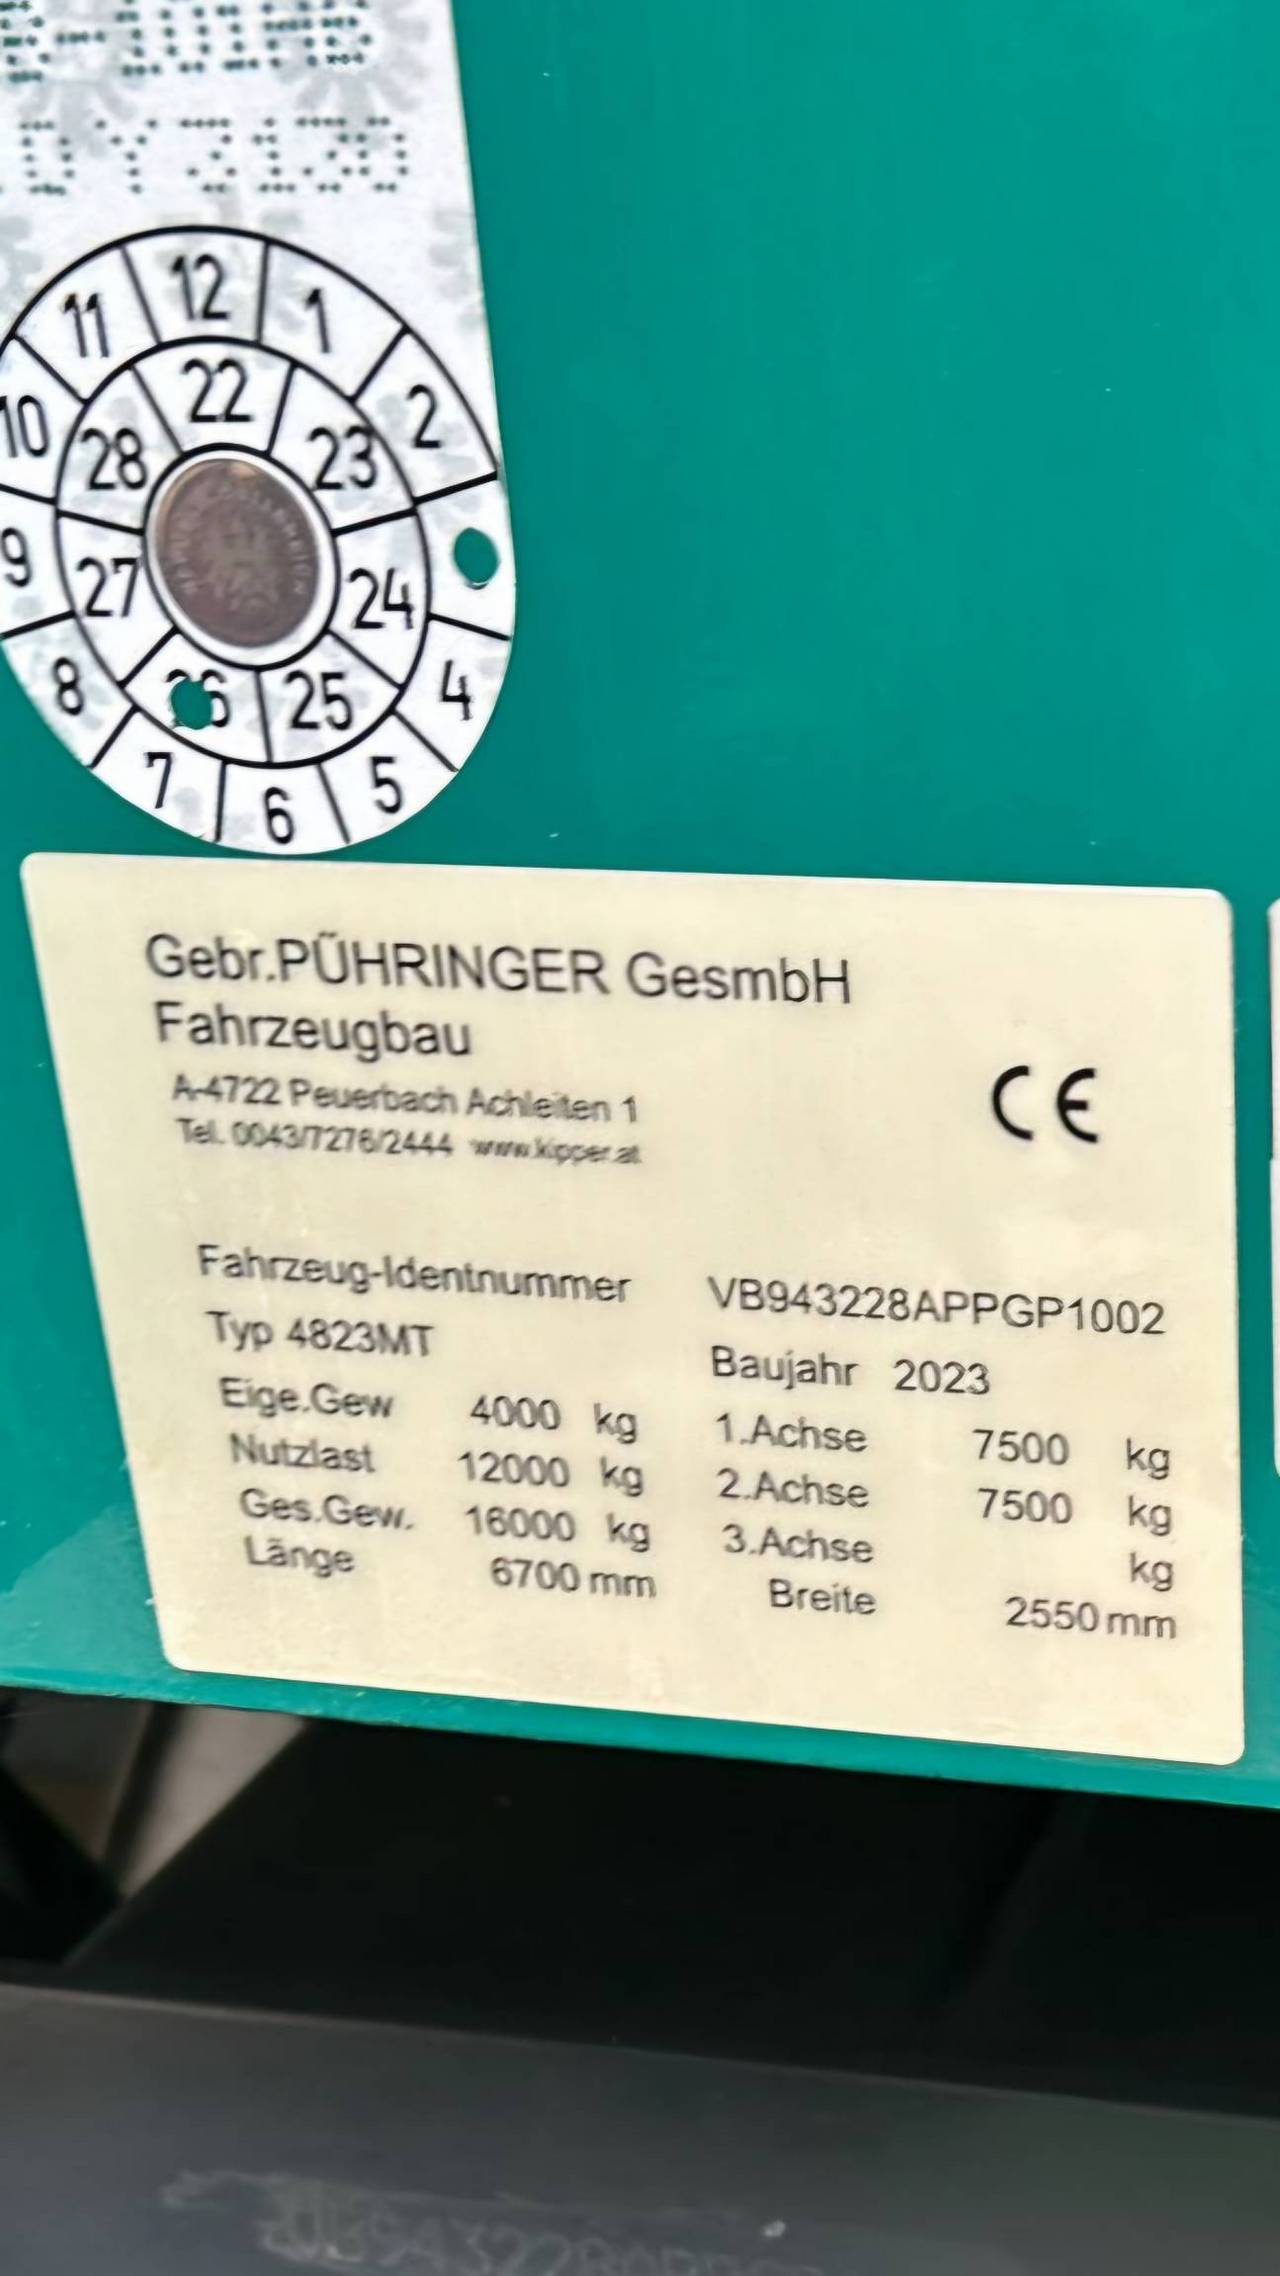 12
11
1
10
22
2
28
23
9
27
24
8
25
4
7
6
5
Gebr.PÜHRINGER GesmbH
Fahrzeugbau
A-4722 Peuerbach Achleiten 1
Tel. 0043/7276/2444 www.kipper.at
CE
Fahrzeug-Identnummer VB943228APPGP1002
Typ 4823MT Baujahr 2023
Eige.Gew 4000 kg 1.Achse 7500 kg
Nutzlast 12000 kg 2.Achse 7500 kg
Ges.Gew. 16000 kg 3.Achse kg
Länge 6700 mm Breite 2550 mm